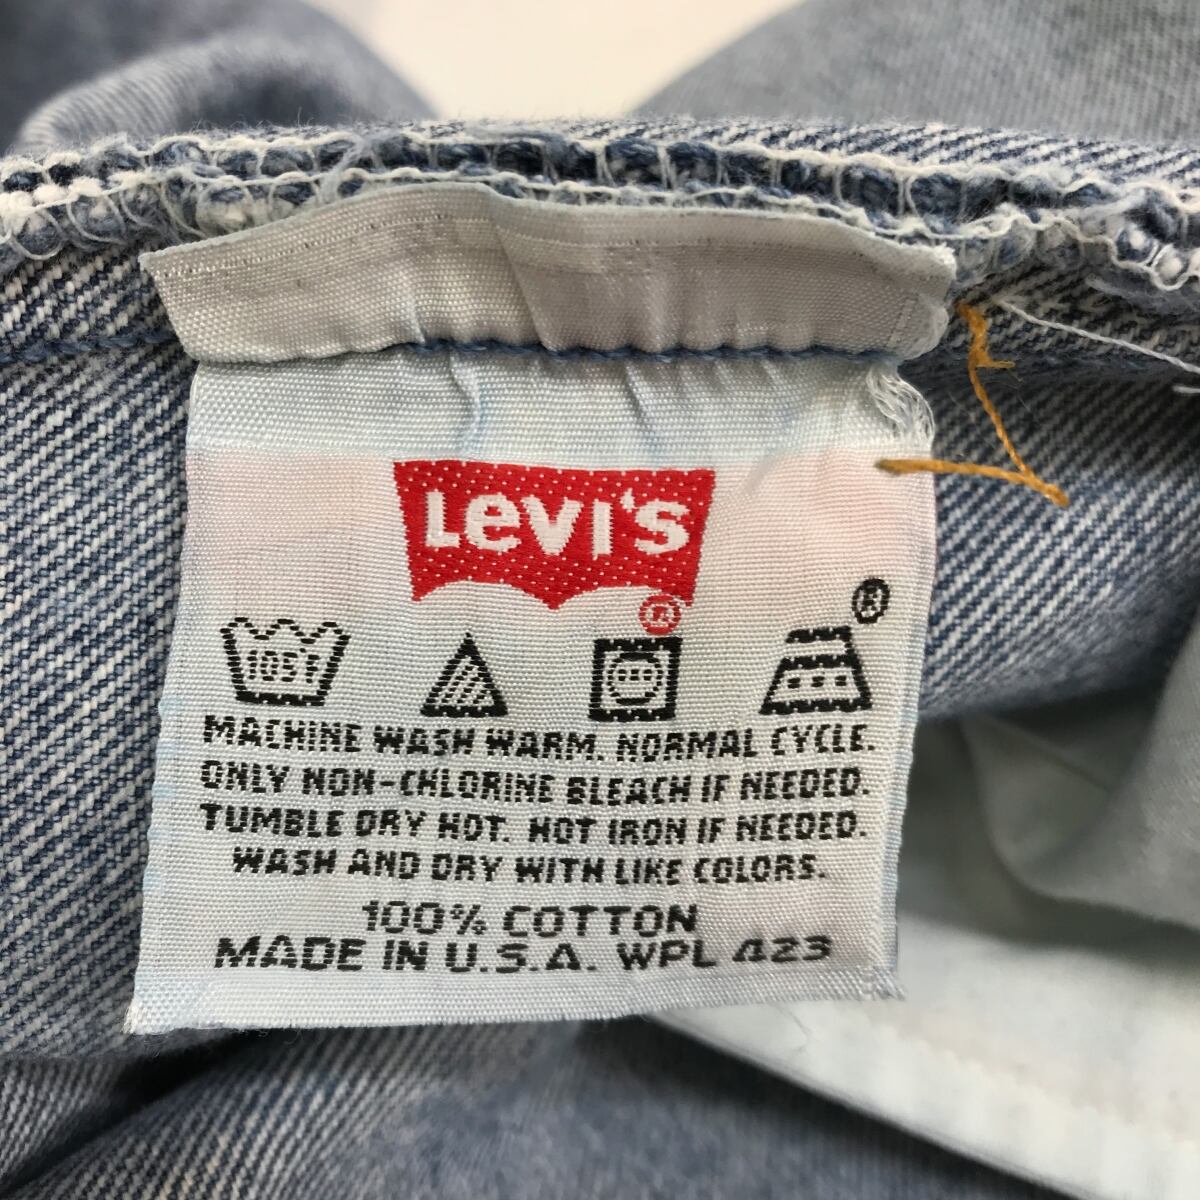 LEVI'S
®
®
105°F
MACHINE WASH WARM. NORMAL CYCLE.
ONLY NON-CHLORINE BLEACH IF NEEDED.
TUMBLE DRY HOT. HOT IRON IF NEEDED.
WASH AND DRY WITH LIKE COLORS.
100% COTTON
MADE IN U.S.A. WPL 423